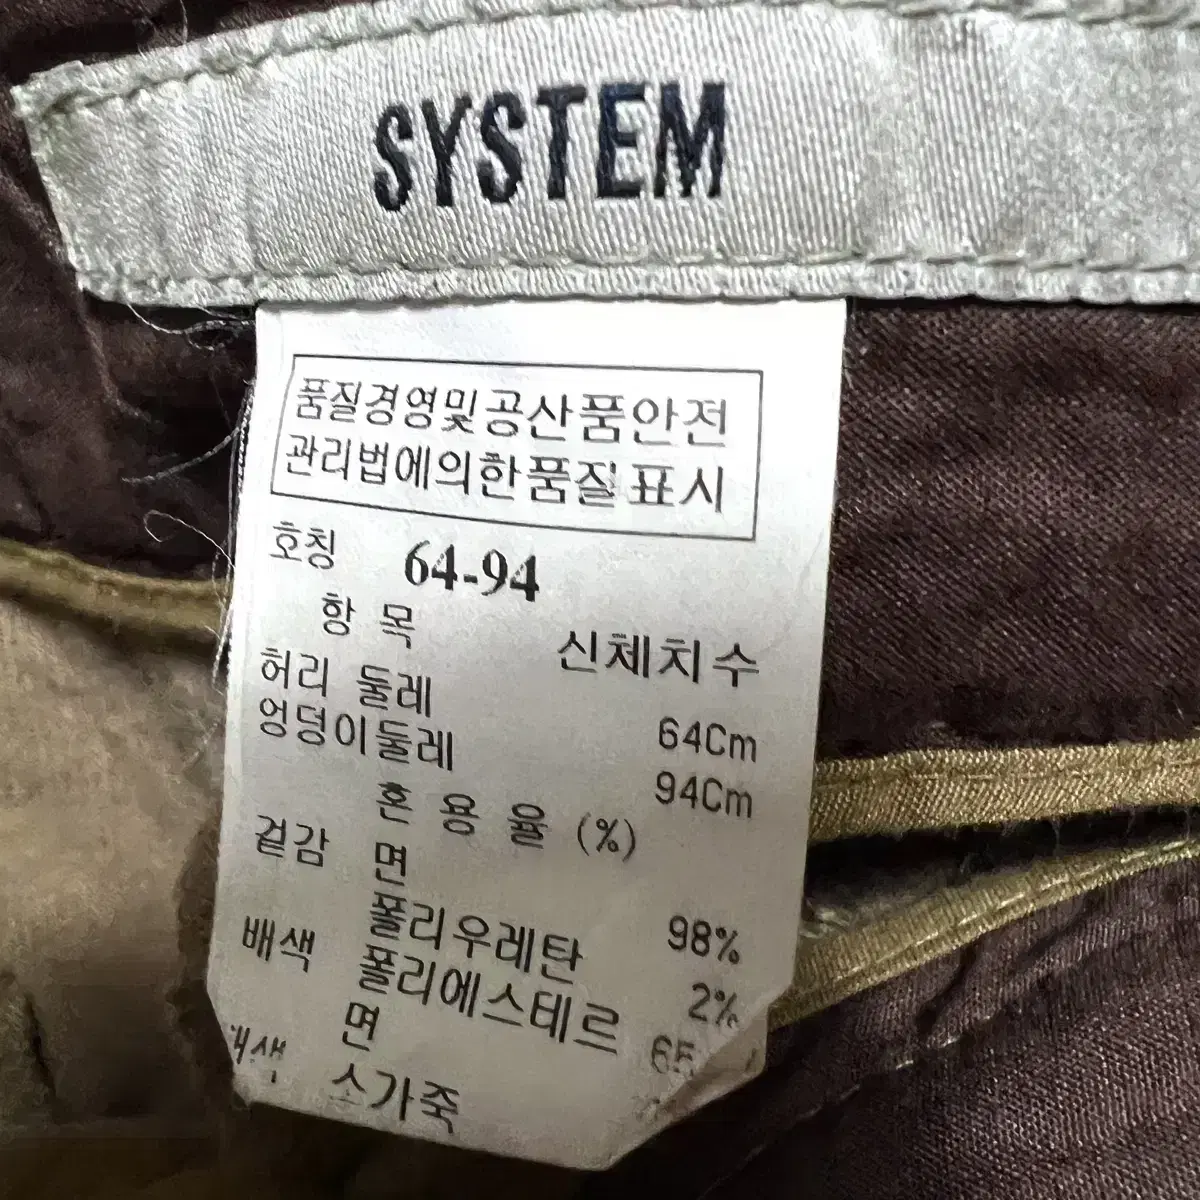 SYSTEM
품질경영및공산품안전
관리법에의한품질표시
호칭 64-94
항 목 신체치수
허리 둘레 64Cm
엉덩이둘레 94Cm
혼 용 율 (%)
겉감 면 98%
폴리우레탄 2%
배색 폴리에스테르 65
면
배색 소가죽